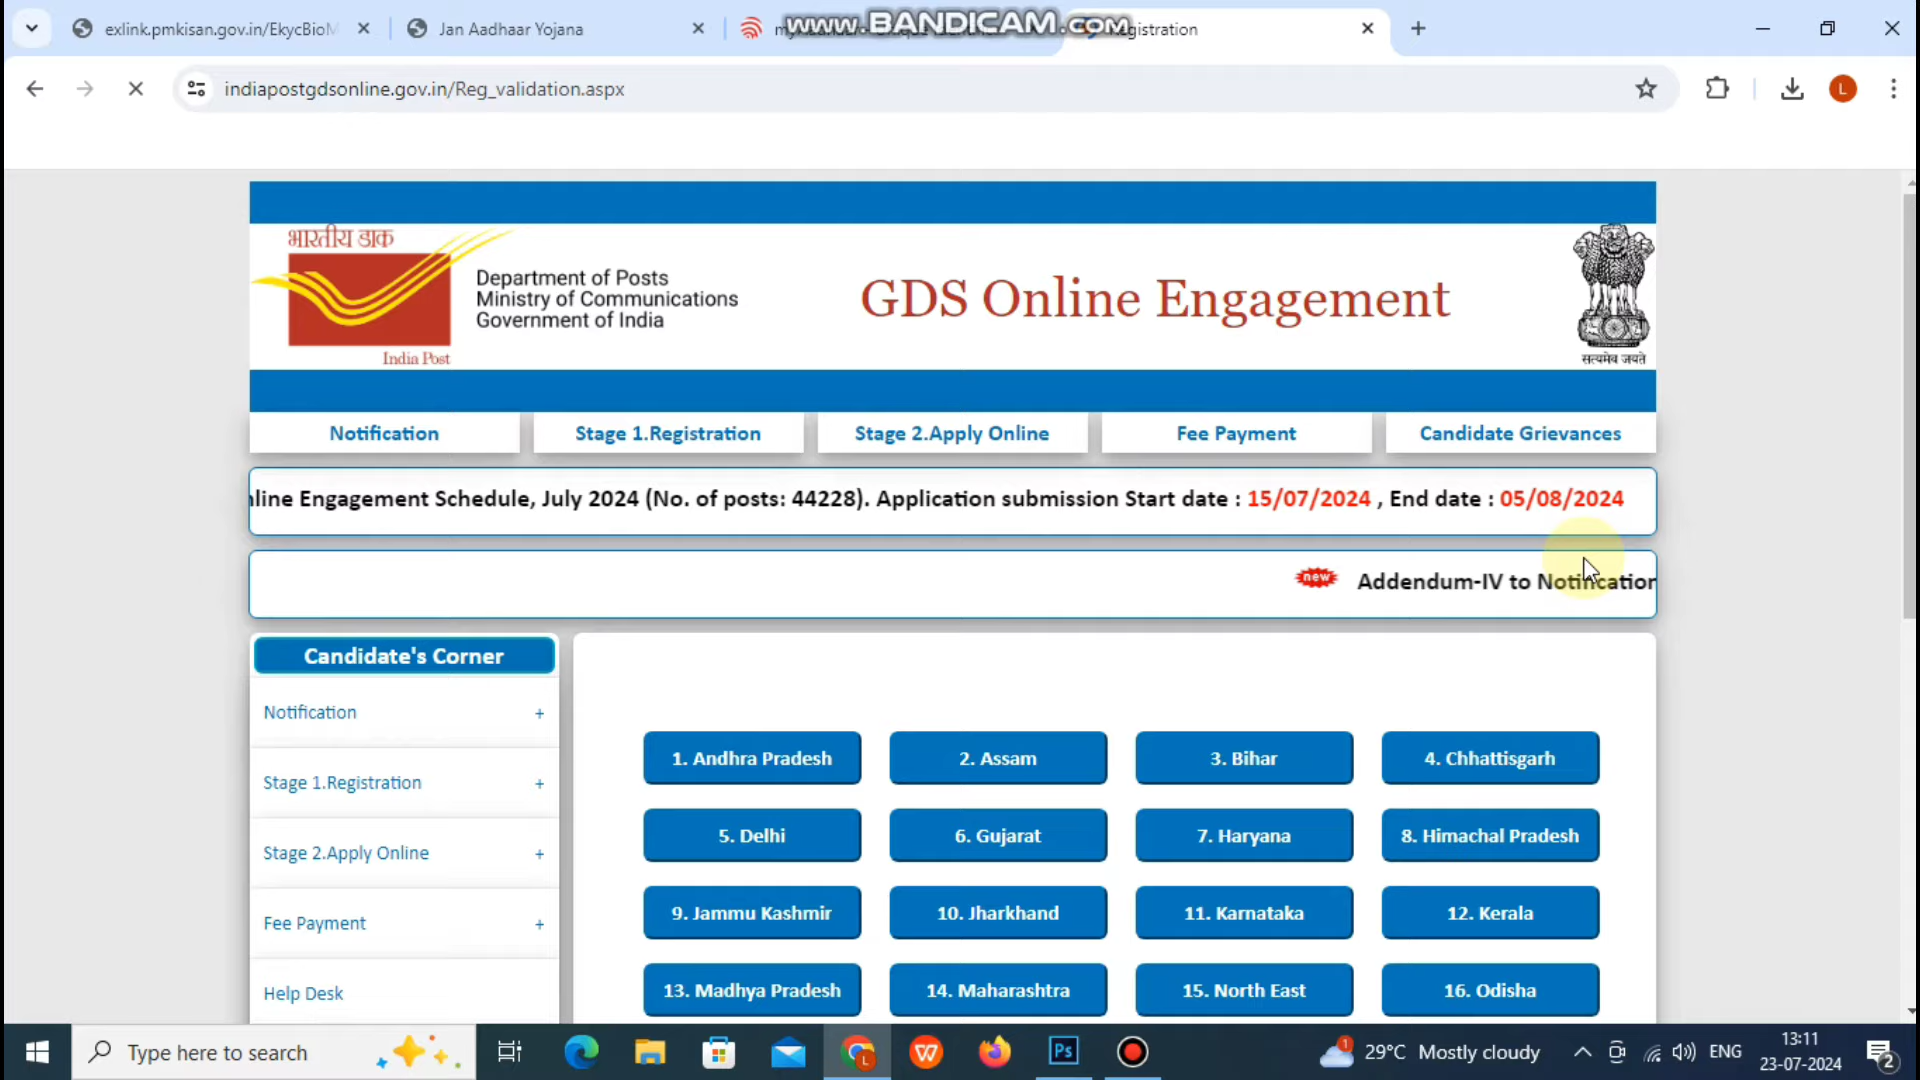 exlink.pmkisan.gov.in/EkycBioM
Jan Aadhaar Yojana
www.BANDICAM.com
Registration
indiapostgdsonline.gov.in/Reg_validation.aspx
L
भारतीय डाक
India Post
Department of Posts
Ministry of Communications
Government of India
GDS Online Engagement
सत्यमेव जयते
Notification
Stage 1.Registration
Stage 2.Apply Online
Fee Payment
Candidate Grievances
nline Engagement Schedule, July 2024 (No. of posts: 44228). Application submission Start date : 15/07/2024 , End date : 05/08/2024
new Addendum-IV to Notification
Candidate's Corner
Notification +
Stage 1.Registration +
Stage 2.Apply Online +
Fee Payment +
Help Desk
1. Andhra Pradesh
2. Assam
3. Bihar
4. Chhattisgarh
5. Delhi
6. Gujarat
7. Haryana
8. Himachal Pradesh
9. Jammu Kashmir
10. Jharkhand
11. Karnataka
12. Kerala
13. Madhya Pradesh
14. Maharashtra
15. North East
16. Odisha
Type here to search
L
W
Ps
1
29°C Mostly cloudy
ENG
13:11
23-07-2024
2